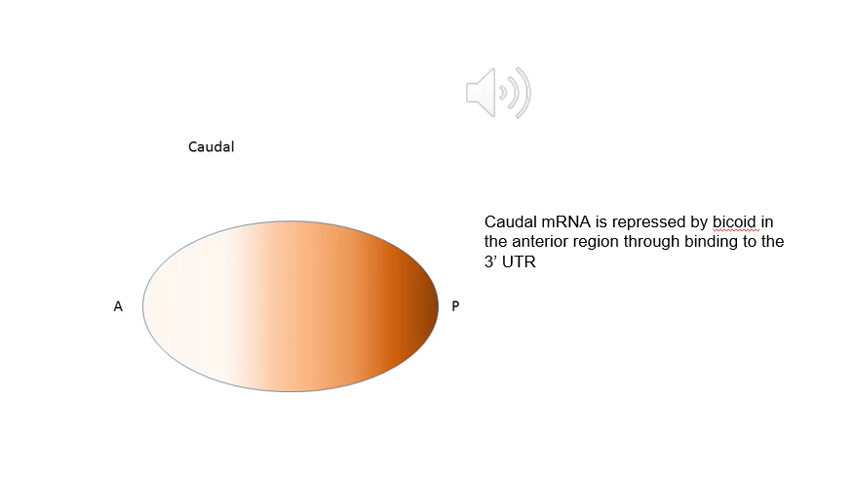 Caudal
Caudal mRNA is repressed by bicoid in
the anterior region through binding to the
3’ UTR
A
P